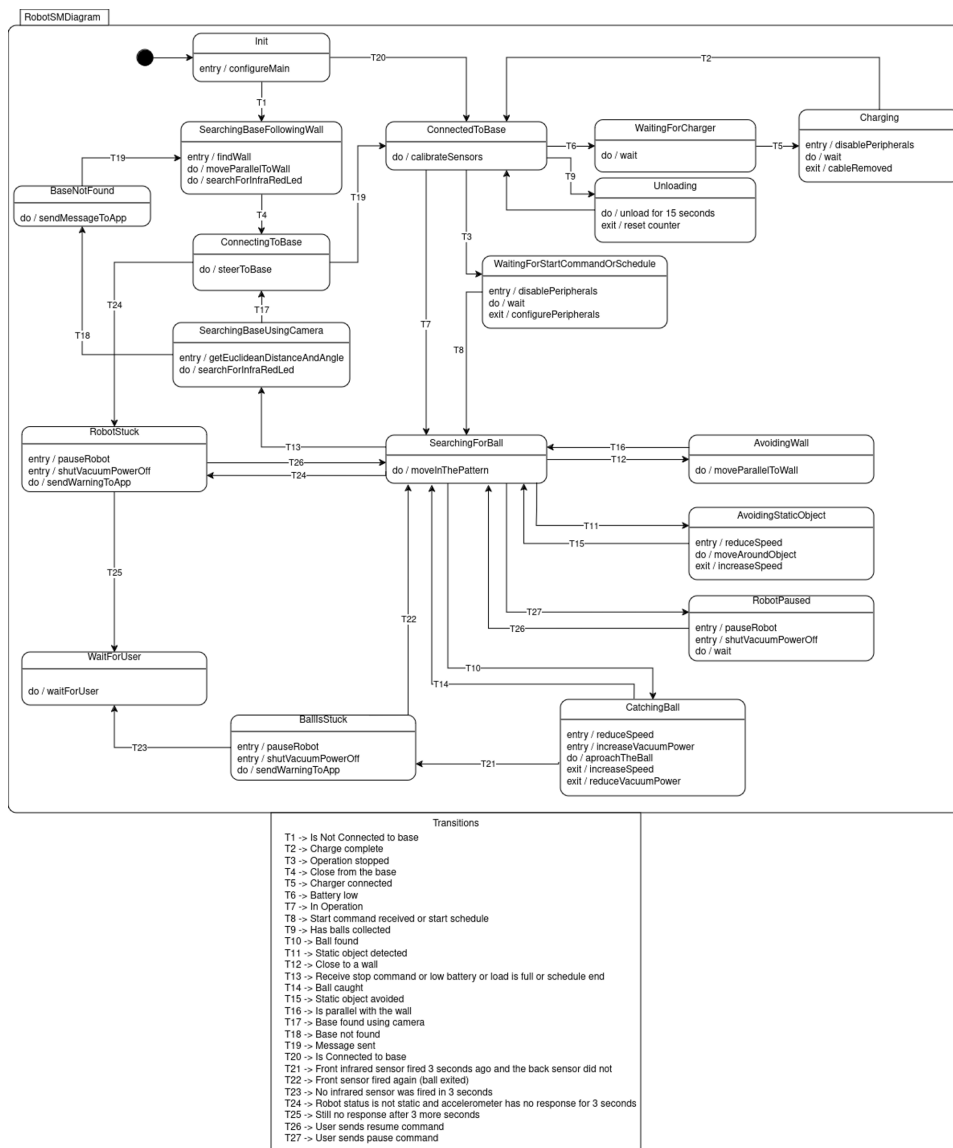 RobotSMDiagram
Init
entry / configureMain
T20
T2
T1
SearchingBaseFollowingWall
entry / findWall
do / moveParallelToWall
do / searchForInfraRedLed
ConnectedToBase
do / calibrateSensors
T6
WaitingForCharger
do / wait
T5
Charging
entry / disablePeripherals
do / wait
exit / cableRemoved
T19
T9
Unloading
do / unload for 15 seconds
exit / reset counter
BaseNotFound
do / sendMessageToApp
T19
T4
T3
ConnectingToBase
do / steerToBase
WaitingForStartCommandOrSchedule
entry / disablePeripherals
do / wait
exit / configurePeripherals
T24
T17
T18
T7
T8
SearchingBaseUsingCamera
entry / getEuclideanDistanceAndAngle
do / searchForInfraRedLed
RobotStuck
entry / pauseRobot
entry / shutVacuumPowerOff
do / sendWarningToApp
T13
T26
T24
SearchingForBall
do / moveInThePattern
T16
T12
AvoidingWall
do / moveParallelToWall
T11
T15
AvoidingStaticObject
entry / reduceSpeed
do / moveAroundObject
exit / increaseSpeed
T25
T27
T26
RobotPaused
entry / pauseRobot
entry / shutVacuumPowerOff
do / wait
T22
WaitForUser
do / waitForUser
T10
T14
CatchingBall
entry / reduceSpeed
entry / increaseVacuumPower
do / aproachTheBall
exit / increaseSpeed
exit / reduceVacuumPower
T23
BallIsStuck
entry / pauseRobot
entry / shutVacuumPowerOff
do / sendWarningToApp
T21
Transitions
T1 -> Is Not Connected to base
T2 -> Charge complete
T3 -> Operation stopped
T4 -> Close from the base
T5 -> Charger connected
T6 -> Battery low
T7 -> In Operation
T8 -> Start command received or start schedule
T9 -> Has balls collected
T10 -> Ball found
T11 -> Static object detected
T12 -> Close to a wall
T13 -> Receive stop command or low battery or load is full or schedule end
T14 -> Ball caught
T15 -> Static object avoided
T16 -> Is parallel with the wall
T17 -> Base found using camera
T18 -> Base not found
T19 -> Message sent
T20 -> Is Connected to base
T21 -> Front infrared sensor fired 3 seconds ago and the back sensor did not
T22 -> Front sensor fired again (ball exited)
T23 -> No infrared sensor was fired in 3 seconds
T24 -> Robot status is not static and accelerometer has no response for 3 seconds
T25 -> Still no response after 3 more seconds
T26 -> User sends resume command
T27 -> User sends pause command